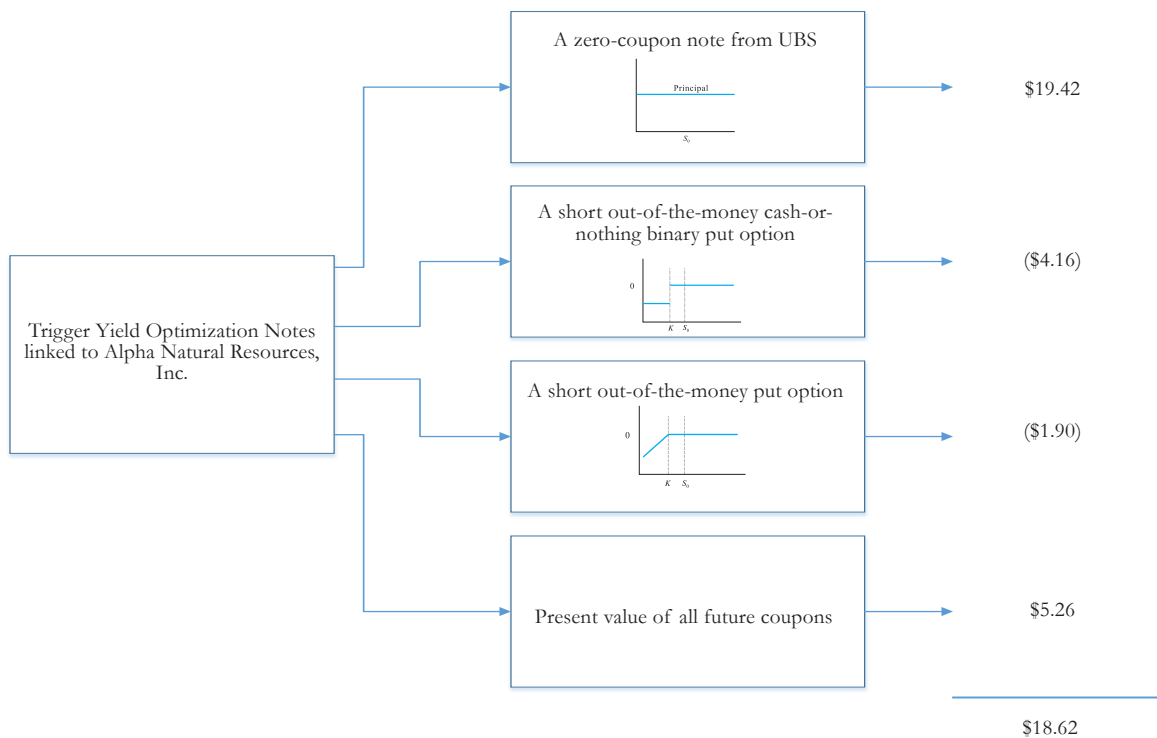 A zero-coupon note from UBS
Principal
S0
$19.42
A short out-of-the-money cash-or-
nothing binary put option
0
K S0
($4.16)
Trigger Yield Optimization Notes
linked to Alpha Natural Resources,
Inc.
A short out-of-the-money put option
0
K S0
($1.90)
Present value of all future coupons
$5.26
$18.62